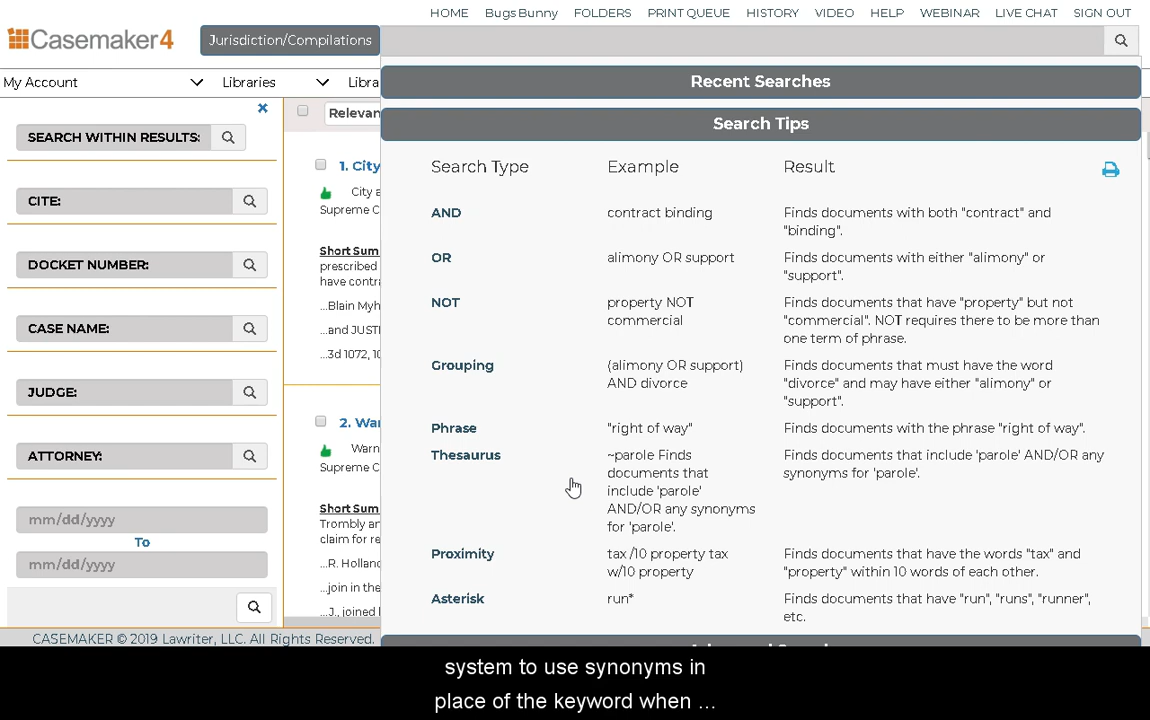 HOME Bugs Bunny FOLDERS PRINT QUEUE HISTORY VIDEO HELP WEBINAR LIVE CHAT SIGN OUT
Casemaker4
Jurisdiction/Compilations
My Account Libraries Libra
Recent Searches
Search Tips
SEARCH WITHIN RESULTS:
CITE:
DOCKET NUMBER:
CASE NAME:
JUDGE:
ATTORNEY:
mm/dd/yyyy
To
mm/dd/yyyy
Relevan
1. City
City a
Supreme C
Short Sum
prescribed
have contra
...Blain Myh
...and JUSTI
...3d 1072, 10
2. War
Warn
Supreme C
Short Sum
Trombly an
claim for re
...R. Holland
...join in the
...J., joined
Search Type Example Result
AND contract binding Finds documents with both "contract" and
"binding".
OR alimony OR support Finds documents with either "alimony" or
"support".
NOT property NOT Finds documents that have "property" but not
commercial "commercial". NOT requires there to be more than
one term of phrase.
Grouping (alimony OR support) Finds documents that must have the word
AND divorce "divorce" and may have either "alimony" or
"support".
Phrase "right of way" Finds documents with the phrase "right of way".
Thesaurus ~parole Finds Finds documents that include 'parole' AND/OR any
documents that synonyms for 'parole'.
include 'parole'
AND/OR any synonyms
for 'parole'.
Proximity tax /10 property tax Finds documents that have the words "tax" and
w/10 property "property" within 10 words of each other.
Asterisk run* Finds documents that have "run", "runs", "runner",
etc.
CASEMAKER © 2019 Lawriter, LLC. All Rights Reserved.
system to use synonyms in
place of the keyword when ...